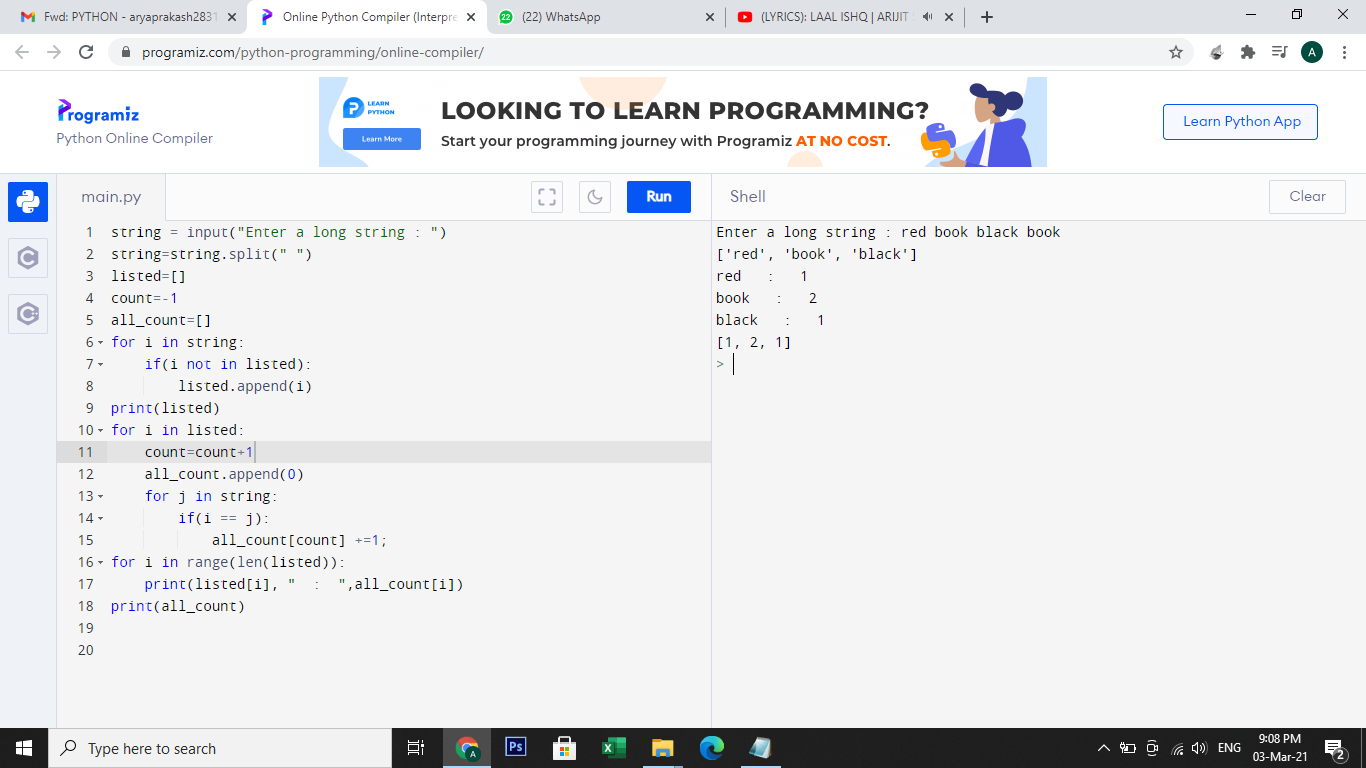 Fwd: PYTHON - aryaprakash2831
Online Python Compiler (Interpre
22
(22) WhatsApp
(LYRICS): LAAL ISHQ | ARIJIT
programiz.com/python-programming/online-compiler/
A
Programiz
Python Online Compiler
LEARN
PYTHON
Learn More
LOOKING TO LEARN PROGRAMMING?
Start your programming journey with Programiz AT NO COST.
Learn Python App
main.py
Run
Shell
Clear
1 string = input("Enter a long string : ")
2 string=string.split(" ")
3 listed=[]
4 count=-1
5 all_count=[]
6 for i in string:
7     if(i not in listed):
8         listed.append(i)
9 print(listed)
10 for i in listed:
11     count=count+1
12     all_count.append(0)
13     for j in string:
14         if(i == j):
15             all_count[count] +=1;
16 for i in range(len(listed)):
17     print(listed[i], "  :  ",all_count[i])
18 print(all_count)
19
20
Enter a long string : red book black book
['red', 'book', 'black']
red   :   1
book   :   2
black   :   1
[1, 2, 1]
>
Type here to search
A
Ps
ENG
9:08 PM
03-Mar-21
2